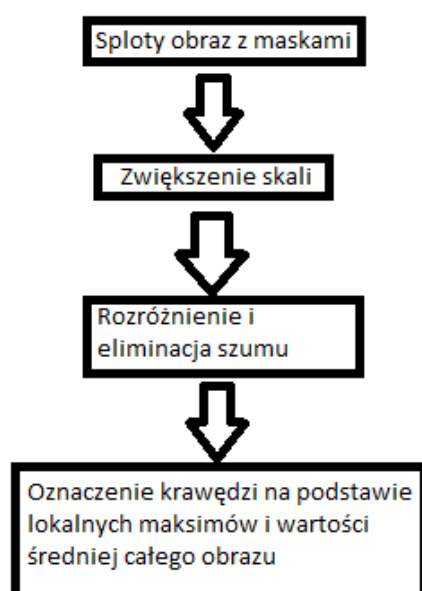 Sploty obraz z maskami
Zwiększenie skali
Rozróżnienie i
eliminacja szumu
Oznaczenie krawędzi na podstawie
lokalnych maksimów i wartości
średniej całego obrazu